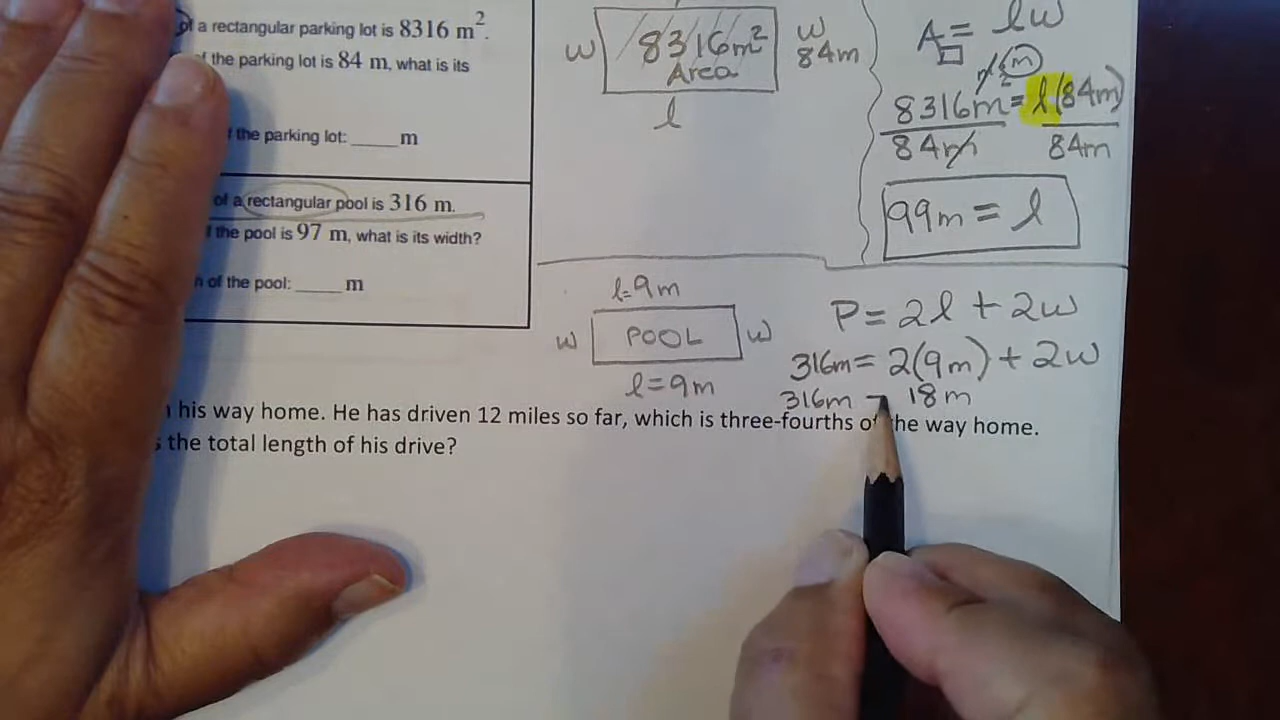 of a rectangular parking lot is 8316 m².
f the parking lot is 84 m, what is its
f the parking lot: _____ m
of a rectangular pool is 316 m.
f the pool is 97 m, what is its width?
of the pool: _____ m
w 8316m² w
Area 84m
l
A = lw
m
8316m² = l(84m)
84m 84m
99m = l
l=9m
w POOL w
l=9m
P = 2l + 2w
316m = 2(9m) + 2w
316m - 18m
his way home. He has driven 12 miles so far, which is three-fourths of the way home.
s the total length of his drive?